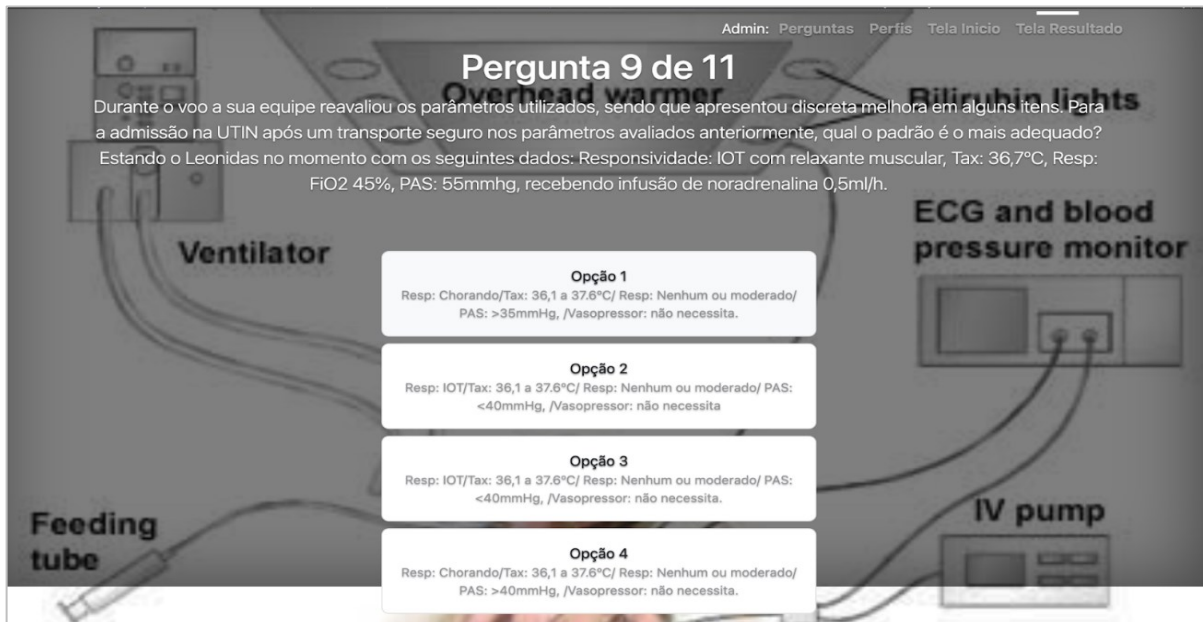 Admin: Perguntas Perfis Tela Inicio Tela Resultado
Pergunta 9 de 11
Overhead warmer
Bilirubin lights
Durante o voo a sua equipe reavaliou os parâmetros utilizados, sendo que apresentou discreta melhora em alguns itens. Para
a admissão na UTIN após um transporte seguro nos parâmetros avaliados anteriormente, qual o padrão é o mais adequado?
Estando o Leonidas no momento com os seguintes dados: Responsividade: IOT com relaxante muscular, Tax: 36,7°C, Resp:
FiO2 45%, PAS: 55mmhg, recebendo infusão de noradrenalina 0,5ml/h.
ECG and blood
pressure monitor
Ventilator
Opção 1
Resp: Chorando/Tax: 36,1 a 37.6°C/ Resp: Nenhum ou moderado/
PAS: >35mmHg, /Vasopressor: não necessita.
Opção 2
Resp: IOT/Tax: 36,1 a 37.6°C/ Resp: Nenhum ou moderado/ PAS:
<40mmHg, /Vasopressor: não necessita
Opção 3
Resp: IOT/Tax: 36,1 a 37.6°C/ Resp: Nenhum ou moderado/ PAS:
<40mmHg, /Vasopressor: não necessita.
Feeding
tube
IV pump
Opção 4
Resp: Chorando/Tax: 36,1 a 37.6°C/ Resp: Nenhum ou moderado/
PAS: >40mmHg, /Vasopressor: não necessita.